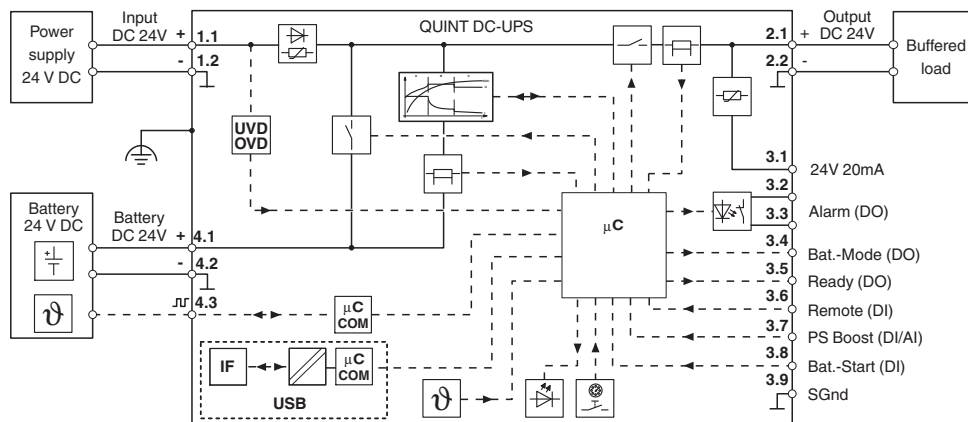 Power
supply
24 V DC
Input
DC 24V
+
1.1
-
1.2
QUINT DC-UPS
2.1
+
Output
DC 24V
2.2
-
Buffered
load
UVD
OVD
3.1
24V 20mA
3.2
3.3
Alarm (DO)
3.4
Bat.-Mode (DO)
3.5
Ready (DO)
3.6
Remote (DI)
3.7
PS Boost (DI/AI)
3.8
Bat.-Start (DI)
3.9
SGnd
μC
Battery
24 V DC
+
ϑ
Battery
DC 24V
+
4.1
-
4.2
4.3
μC
COM
IF
μC
COM
USB
ϑ